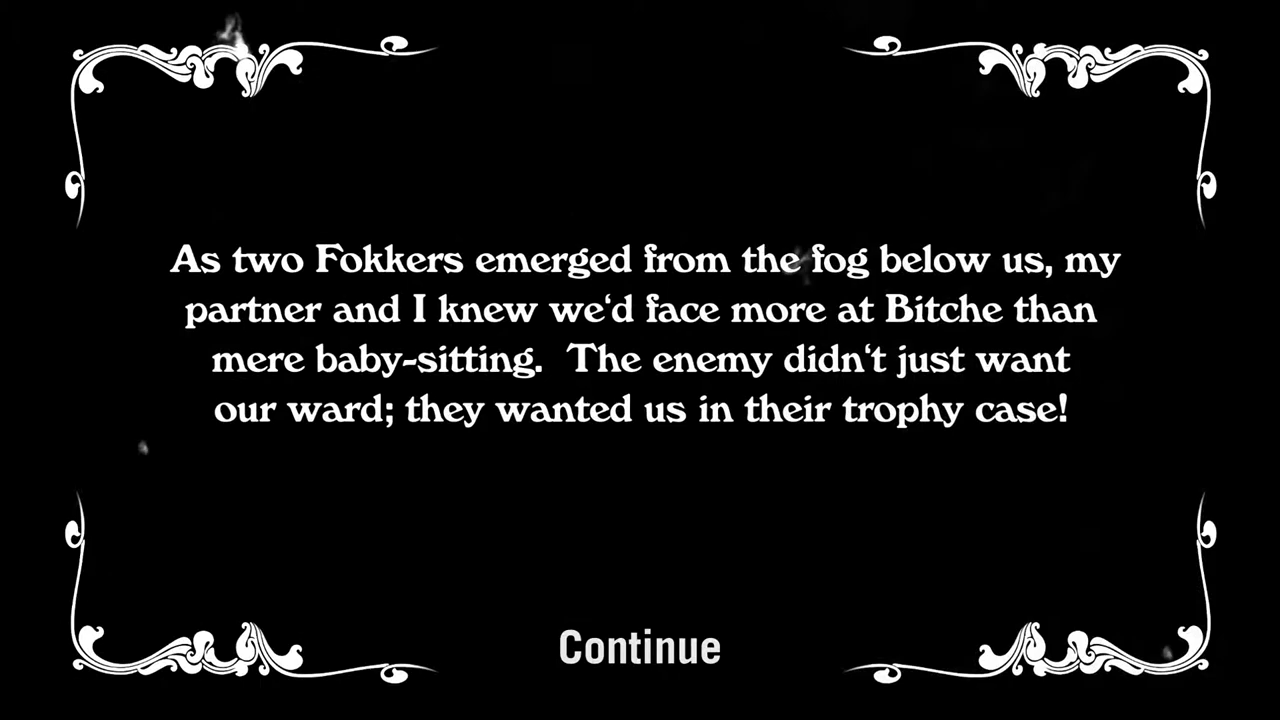 As two Fokkers emerged from the fog below us, my
partner and I knew we‘d face more at Bitche than
mere baby-sitting.  The enemy didn‘t just want
our ward; they wanted us in their trophy case!
Continue